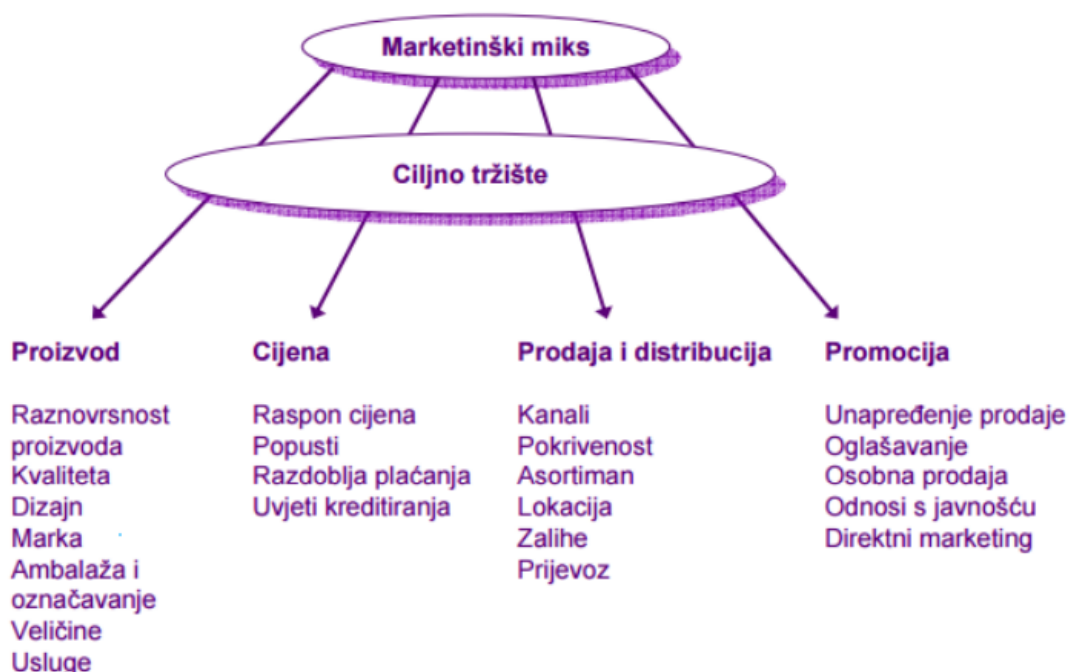 Marketinški miks
Ciljno tržište
Proizvod
Raznovrsnost
proizvoda
Kvaliteta
Dizajn
Marka
Ambalaža i
označavanje
Veličine
Usluge
Cijena
Raspon cijena
Popusti
Razdoblja plaćanja
Uvjeti kreditiranja
Prodaja i distribucija
Kanali
Pokrivenost
Asortiman
Lokacija
Zalihe
Prijevoz
Promocija
Unapređenje prodaje
Oglašavanje
Osobna prodaja
Odnosi s javnošću
Direktni marketing